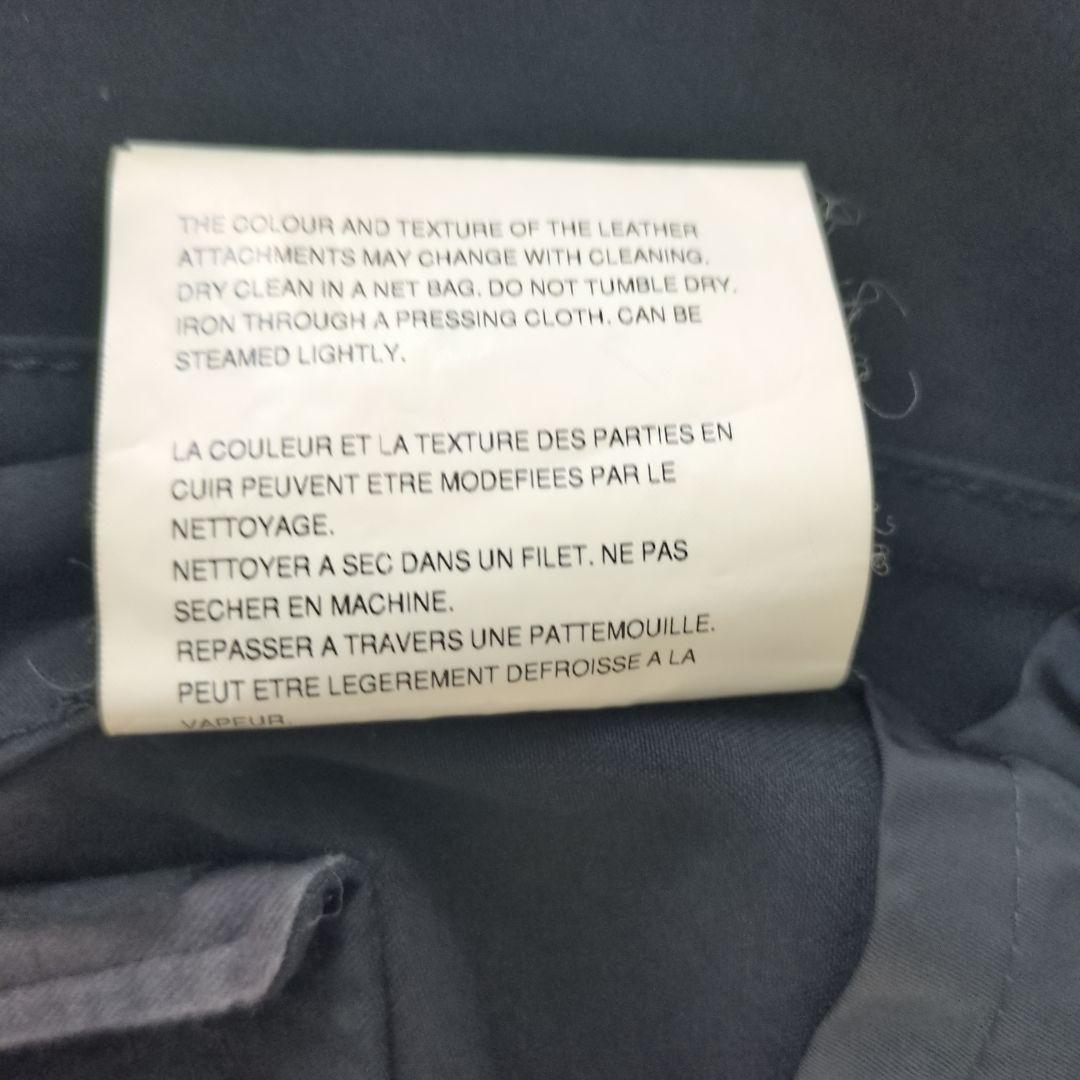 THE COLOUR AND TEXTURE OF THE LEATHER
ATTACHMENTS MAY CHANGE WITH CLEANING.
DRY CLEAN IN A NET BAG. DO NOT TUMBLE DRY.
IRON THROUGH A PRESSING CLOTH. CAN BE
STEAMED LIGHTLY.
LA COULEUR ET LA TEXTURE DES PARTIES EN
CUIR PEUVENT ETRE MODEFIEES PAR LE
NETTOYAGE.
NETTOYER A SEC DANS UN FILET. NE PAS
SECHER EN MACHINE.
REPASSER A TRAVERS UNE PATTEMOUILLE.
PEUT ETRE LEGEREMENT DEFROISSE A LA
VAPEUR.